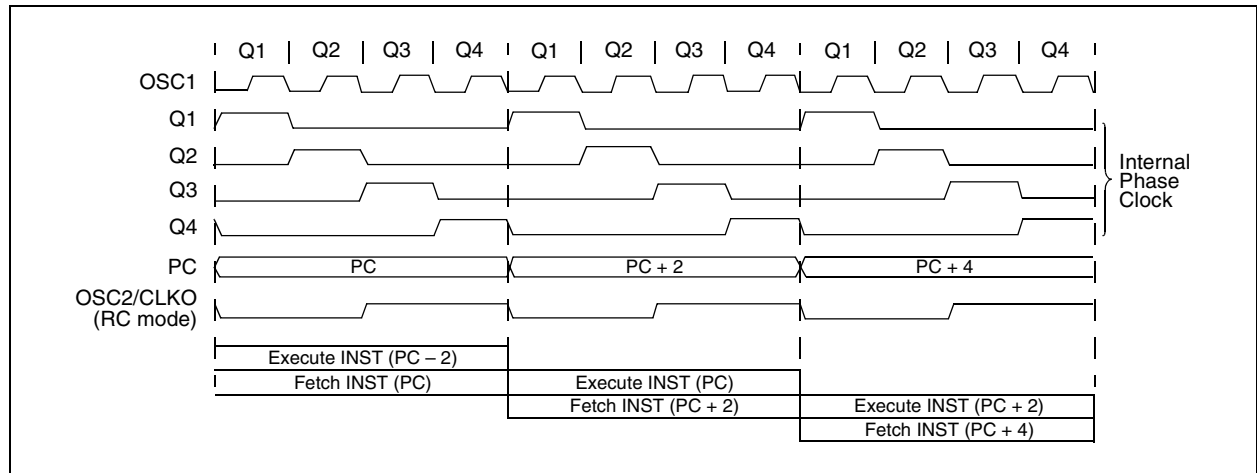 Q1 Q2 Q3 Q4 Q1 Q2 Q3 Q4 Q1 Q2 Q3 Q4
OSC1
Q1
Q2
Q3
Q4
Internal
Phase
Clock
PC PC PC + 2 PC + 4
OSC2/CLKO
(RC mode)
Execute INST (PC – 2)
Fetch INST (PC) Execute INST (PC)
Fetch INST (PC + 2) Execute INST (PC + 2)
Fetch INST (PC + 4)